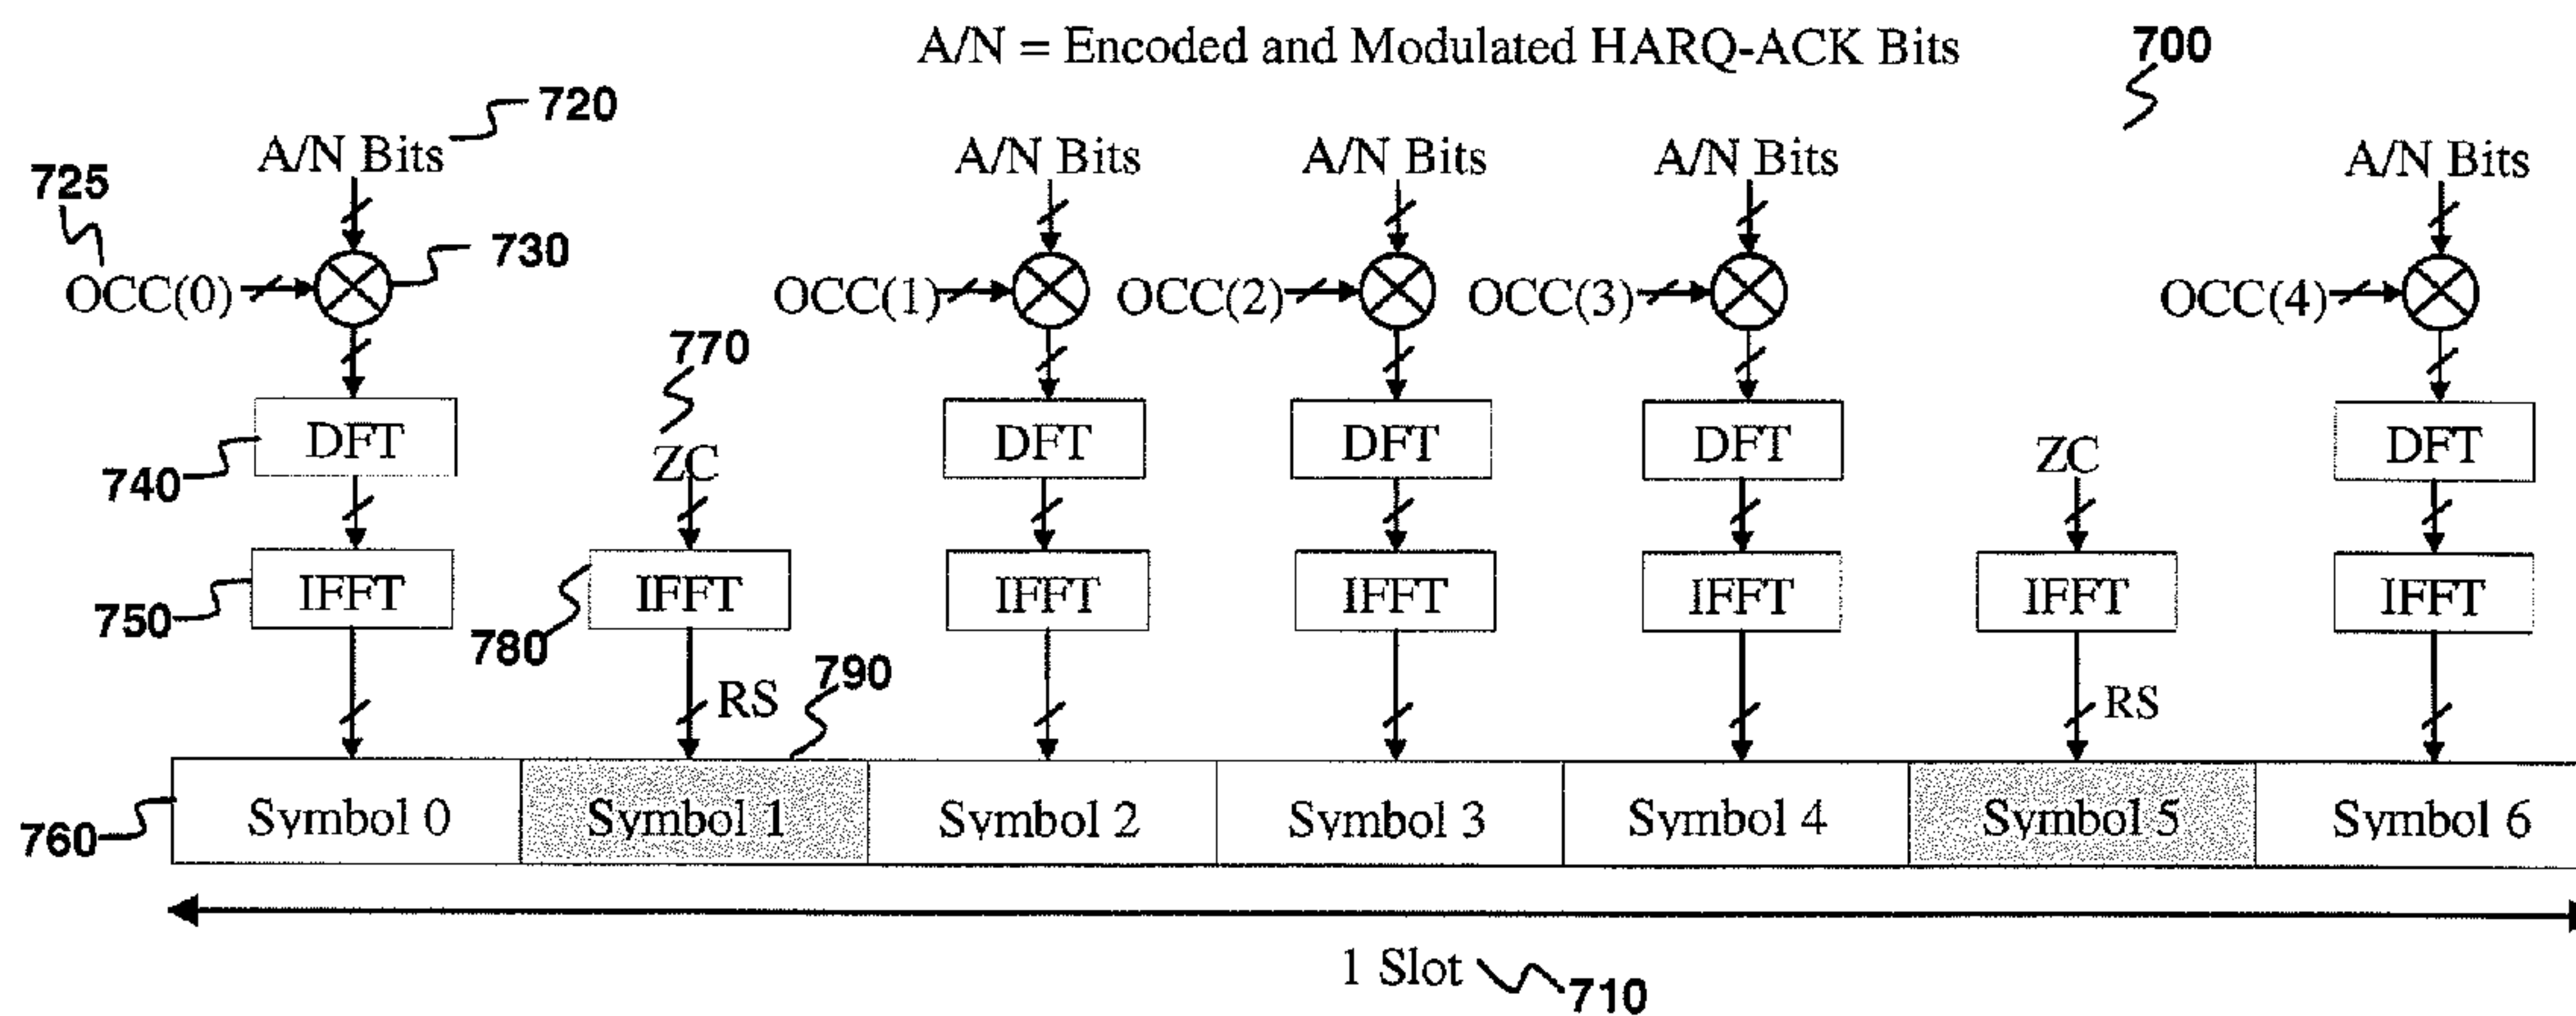 A/N = Encoded and Modulated HARQ-ACK Bits
700
720
A/N Bits A/N Bits A/N Bits A/N Bits A/N Bits
725
730
OCC(0) OCC(1) OCC(2) OCC(3) OCC(4)
770
DFT ZC DFT DFT DFT ZC DFT
740
IFFT IFFT IFFT IFFT IFFT IFFT IFFT
750 780
790
RS RS
Symbol 0 Symbol 1 Symbol 2 Symbol 3 Symbol 4 Symbol 5 Symbol 6
760
1 Slot
710